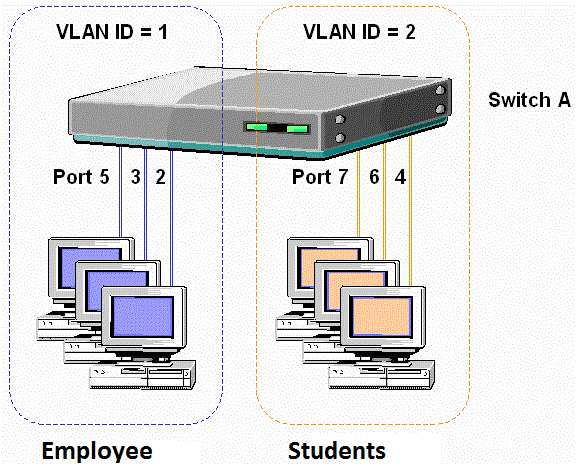 VLAN ID = 1
VLAN ID = 2
Switch A
Port 5 3 2
Port 7 6 4
Employee
Students